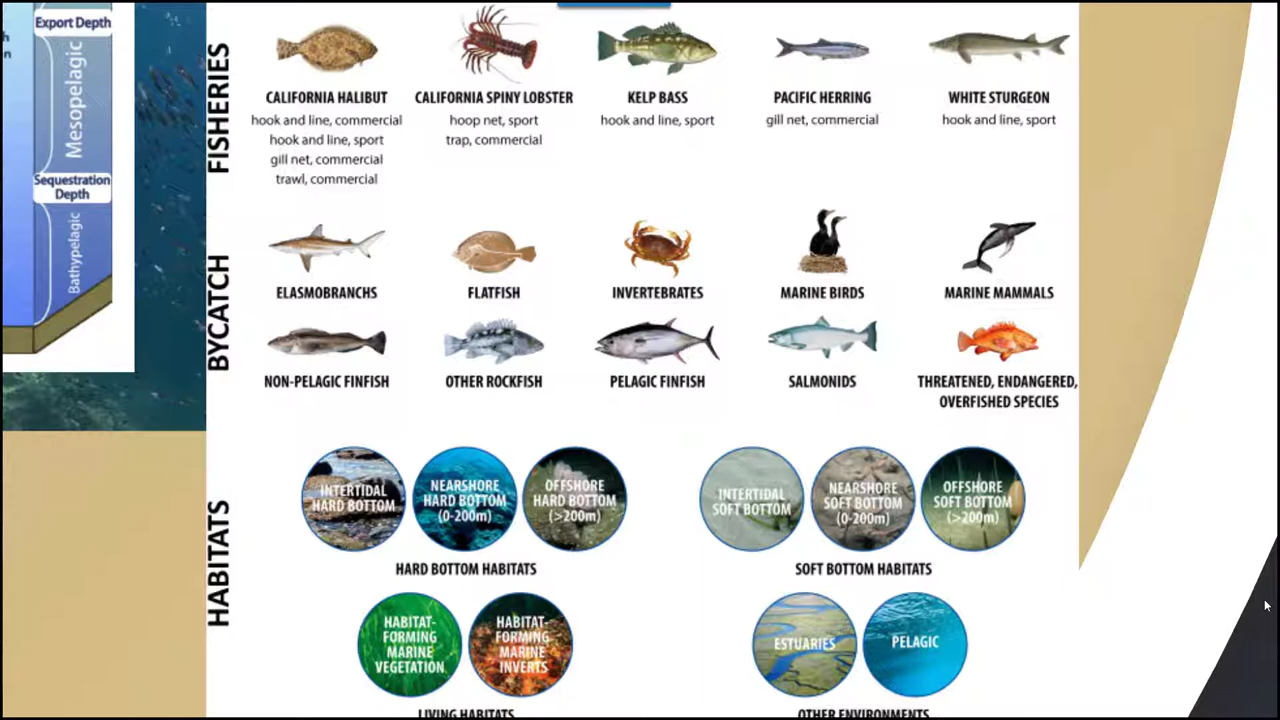 Export Depth
Mesopelagic
Sequestration
Depth
Bathypelagic
FISHERIES
CALIFORNIA HALIBUT
hook and line, commercial
hook and line, sport
gill net, commercial
trawl, commercial
CALIFORNIA SPINY LOBSTER
hoop net, sport
trap, commercial
KELP BASS
hook and line, sport
PACIFIC HERRING
gill net, commercial
WHITE STURGEON
hook and line, sport
BYCATCH
ELASMOBRANCHS
FLATFISH
INVERTEBRATES
MARINE BIRDS
MARINE MAMMALS
NON-PELAGIC FINFISH
OTHER ROCKFISH
PELAGIC FINFISH
SALMONIDS
THREATENED, ENDANGERED,
OVERFISHED SPECIES
HABITATS
INTERTIDAL
HARD BOTTOM
NEARSHORE
HARD BOTTOM
(0-200m)
OFFSHORE
HARD BOTTOM
(>200m)
HARD BOTTOM HABITATS
INTERTIDAL
SOFT BOTTOM
NEARSHORE
SOFT BOTTOM
(0-200m)
OFFSHORE
SOFT BOTTOM
(>200m)
SOFT BOTTOM HABITATS
HABITAT-
FORMING
MARINE
VEGETATION
HABITAT-
FORMING
MARINE
INVERTS
LIVING HABITATS
ESTUARIES
PELAGIC
OTHER ENVIRONMENTS